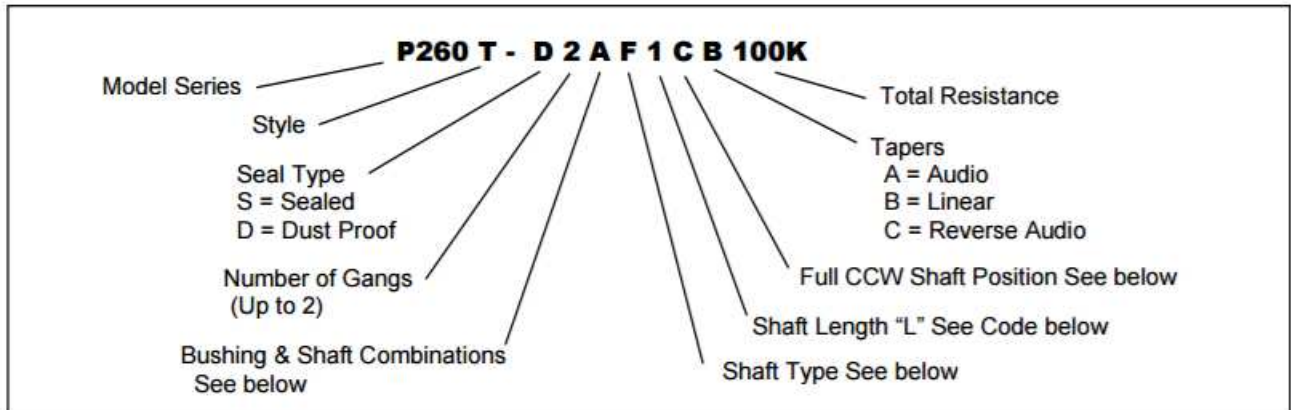 P260 T - D 2 A F 1 C B 100K
Model Series
Total Resistance
Style
Tapers
A = Audio
B = Linear
C = Reverse Audio
Seal Type
S = Sealed
D = Dust Proof
Number of Gangs
(Up to 2)
Full CCW Shaft Position See below
Shaft Length “L” See Code below
Bushing & Shaft Combinations
See below
Shaft Type See below